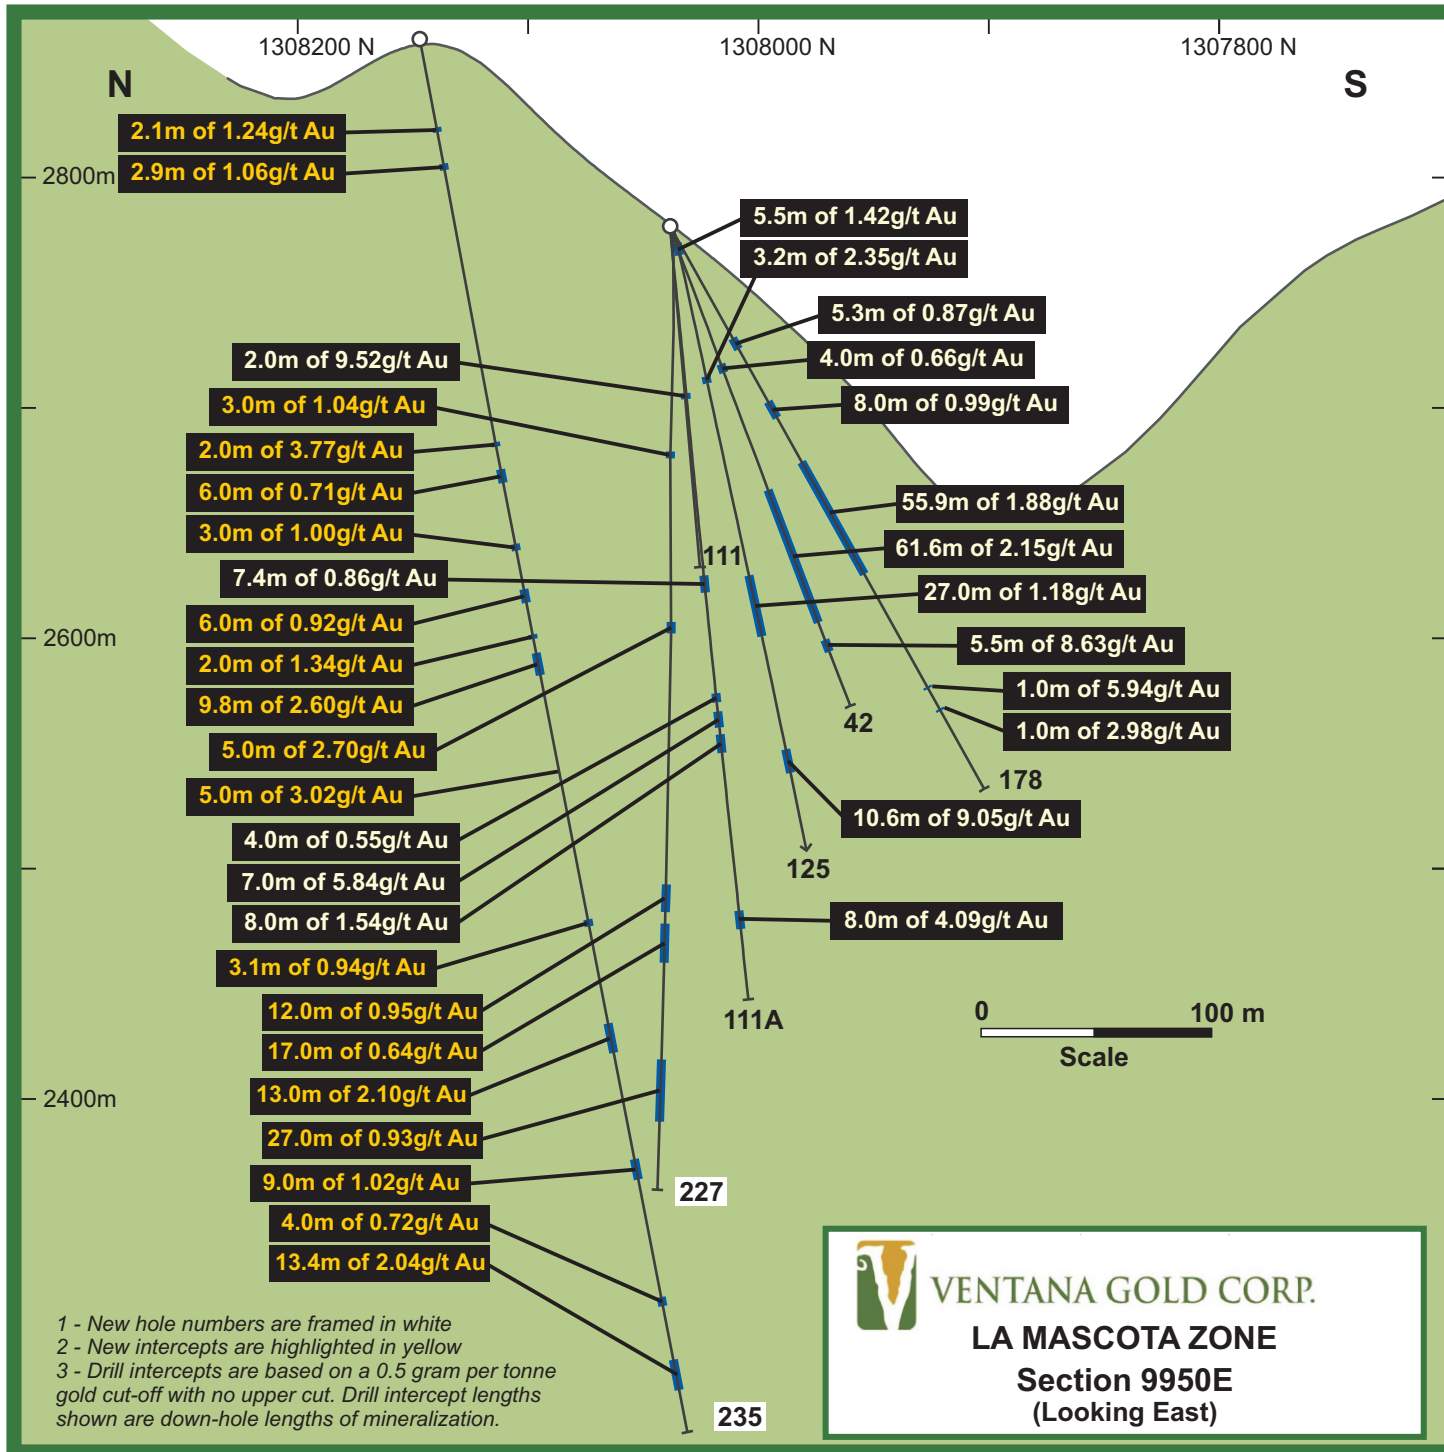 1308200 N
1308000 N
1307800 N
N
S
2.1m of 1.24g/t Au
2.9m of 1.06g/t Au
2800m
5.5m of 1.42g/t Au
3.2m of 2.35g/t Au
5.3m of 0.87g/t Au
4.0m of 0.66g/t Au
8.0m of 0.99g/t Au
2.0m of 9.52g/t Au
3.0m of 1.04g/t Au
2.0m of 3.77g/t Au
6.0m of 0.71g/t Au
3.0m of 1.00g/t Au
7.4m of 0.86g/t Au
6.0m of 0.92g/t Au
2600m
2.0m of 1.34g/t Au
9.8m of 2.60g/t Au
5.0m of 2.70g/t Au
5.0m of 3.02g/t Au
4.0m of 0.55g/t Au
7.0m of 5.84g/t Au
8.0m of 1.54g/t Au
3.1m of 0.94g/t Au
12.0m of 0.95g/t Au
17.0m of 0.64g/t Au
13.0m of 2.10g/t Au
2400m
27.0m of 0.93g/t Au
9.0m of 1.02g/t Au
4.0m of 0.72g/t Au
13.4m of 2.04g/t Au
55.9m of 1.88g/t Au
61.6m of 2.15g/t Au
27.0m of 1.18g/t Au
5.5m of 8.63g/t Au
1.0m of 5.94g/t Au
1.0m of 2.98g/t Au
10.6m of 9.05g/t Au
8.0m of 4.09g/t Au
111
42
178
125
111A
227
235
0 100 m
Scale
1 - New hole numbers are framed in white
2 - New intercepts are highlighted in yellow
3 - Drill intercepts are based on a 0.5 gram per tonne
gold cut-off with no upper cut. Drill intercept lengths
shown are down-hole lengths of mineralization.
VENTANA GOLD CORP.
LA MASCOTA ZONE
Section 9950E
(Looking East)